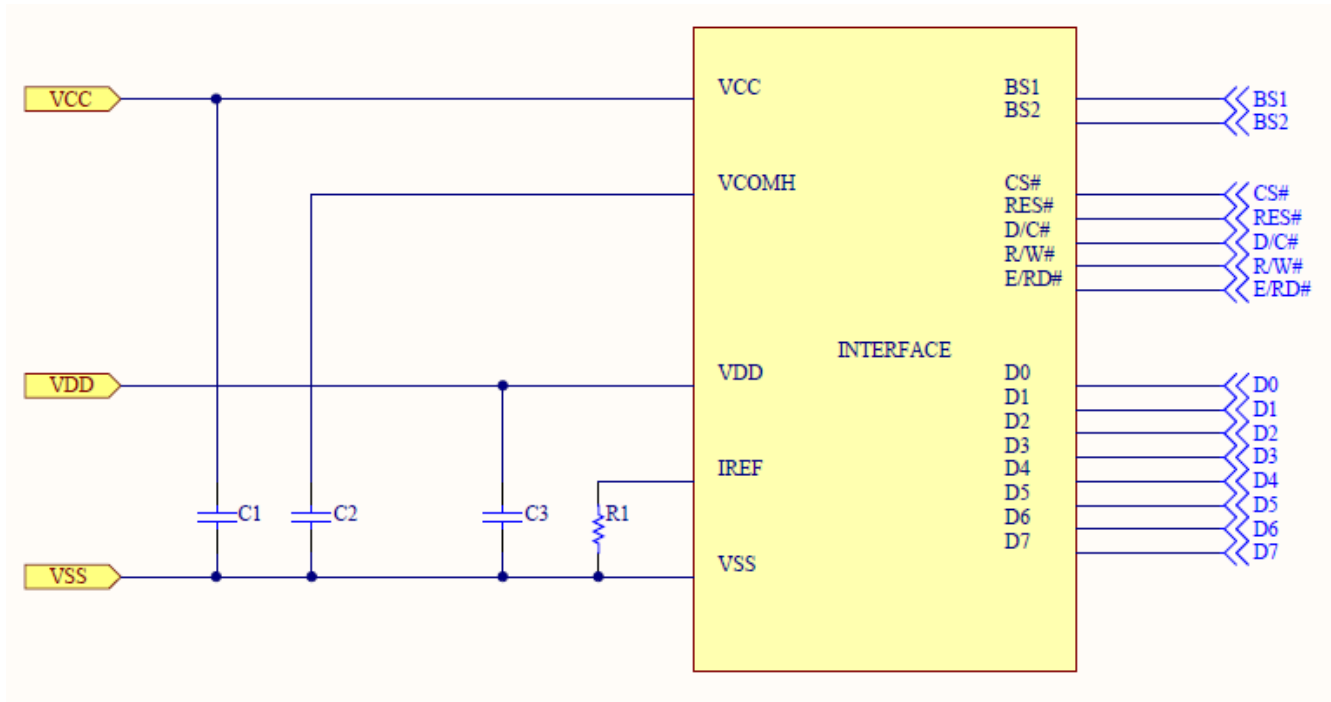 VCC
VDD
VSS
C1
C2
C3
R1
VCC
VCOMH
VDD
IREF
VSS
INTERFACE
BS1
BS2
CS#
RES#
D/C#
R/W#
E/RD#
D0
D1
D2
D3
D4
D5
D6
D7
BS1
BS2
CS#
RES#
D/C#
R/W#
E/RD#
D0
D1
D2
D3
D4
D5
D6
D7